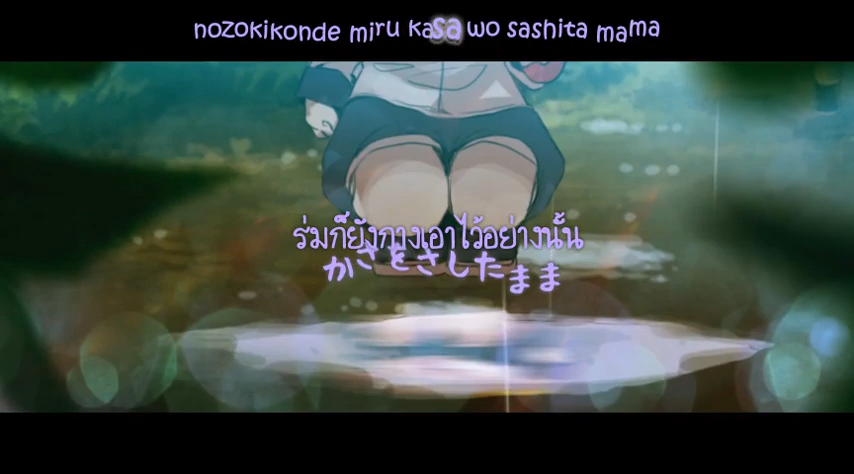 nozokikonde miru kasa wo sashita mama
ร่มก็ยังกางเอาไว้อย่างนั้น
かさをさしたまま